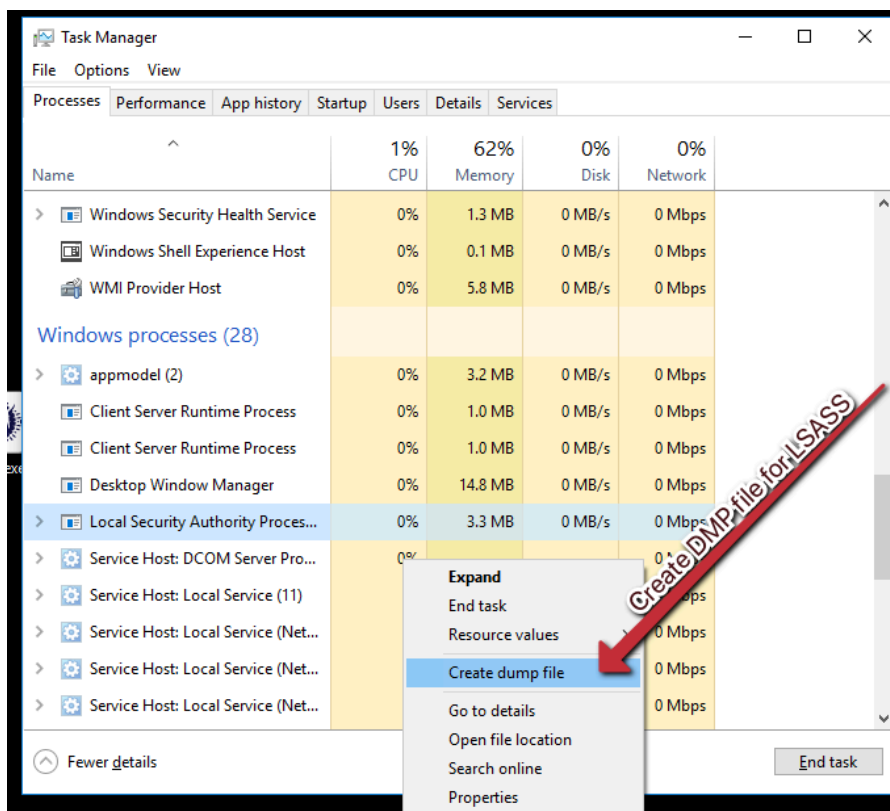 Task Manager
File Options View
Processes Performance App history Startup Users Details Services
1% 62% 0% 0%
Name CPU Memory Disk Network
Windows Security Health Service 0% 1.3 MB 0 MB/s 0 Mbps
Windows Shell Experience Host 0% 0.1 MB 0 MB/s 0 Mbps
WMI Provider Host 0% 5.8 MB 0 MB/s 0 Mbps
Windows processes (28)
appmodel (2) 0% 3.2 MB 0 MB/s 0 Mbps
Client Server Runtime Process 0% 1.0 MB 0 MB/s 0 Mbps
Client Server Runtime Process 0% 1.0 MB 0 MB/s 0 Mbps
Desktop Window Manager 0% 14.8 MB 0 MB/s 0 Mbps
Local Security Authority Proces... 0% 3.3 MB 0 MB/s 0 Mbps
Create DMP file for LSASS
Service Host: DCOM Server Pro... 0%
Service Host: Local Service (11)
Service Host: Local Service (Net... 0 Mbps
Service Host: Local Service (Net... 0 Mbps
Service Host: Local Service (Net... 0 Mbps
Expand
End task
Resource values
Create dump file
Go to details
Open file location
Search online
Properties
Fewer details
End task